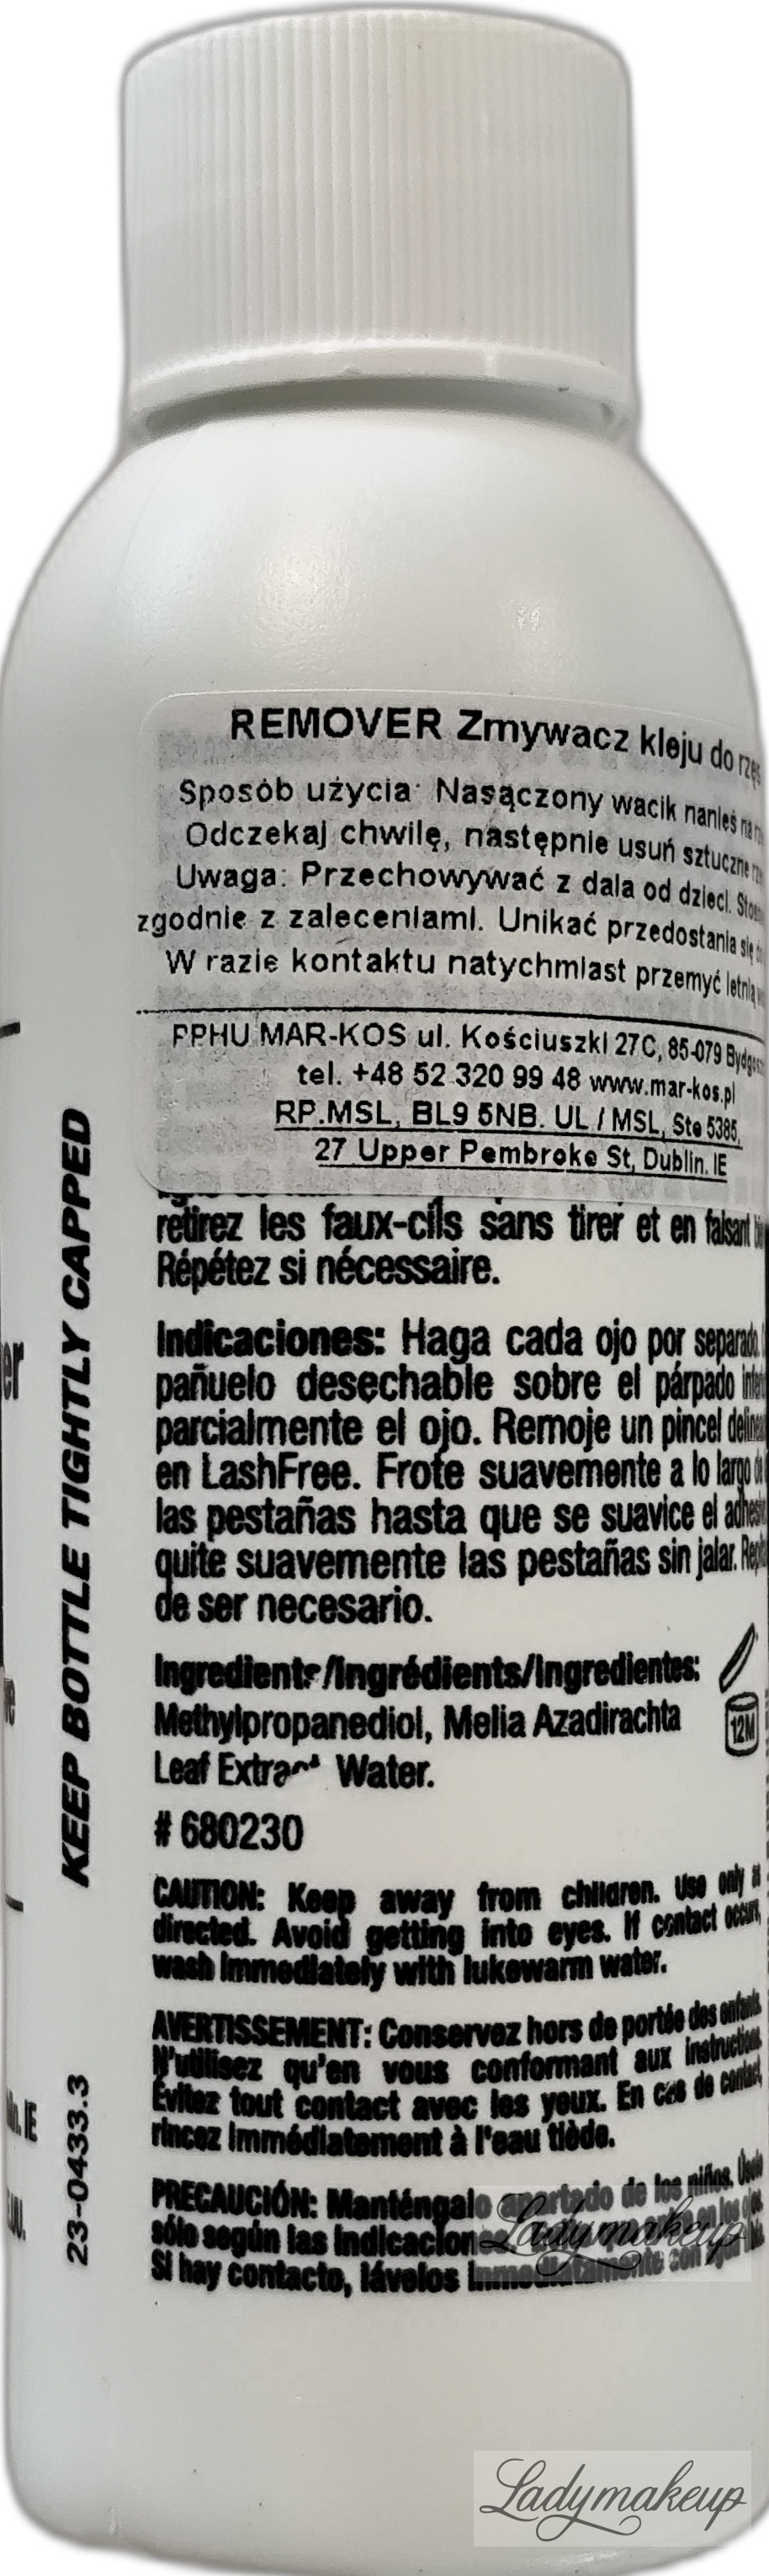 REMOVER Zmywacz kleju do rzęs
Sposób użycia: Nasączony wacik nanieś na
Odczekaj chwilę, następnie usuń sztuczne
Uwaga: Przechowywać z dala od dzieci.
zgodnie z zaleceniami. Unikać przedostania się
W razie kontaktu natychmiast przemyć letnią
PPHU MAR-KOS ul. Kościuszki 27C, 85-079
tel. +48 52 320 99 48 www.mar-kos.pl
RP.MSL, BL9 5NB. UL / MSL, Ste 5385,
27 Upper Pembroke St, Dublin. IE
retirez les faux-cils sans tirer et en faisant
Répétez si nécessaire.
Indicaciones: Haga cada ojo por separado.
pañuelo desechable sobre el párpado
parcialmente el ojo. Remoje un pincel
en LashFree. Frote suavemente a lo largo
las pestañas hasta que se suavice el
quite suavemente las pestañas sin jalar.
de ser necesario.
Ingredients/Ingrédients/Ingredientes:
Methylpropanediol, Melia Azadirachta
Leaf Extract, Water.
12M
# 680230
CAUTION: Keep away from children. Use only as
directed. Avoid getting into eyes. If contact occurs,
wash immediately with lukewarm water.
AVERTISSEMENT: Conservez hors de portée des enfants.
N'utilisez qu'en vous conformant aux instructions.
Évitez tout contact avec les yeux. En cas de contact,
rincez immédiatement à l'eau tiède.
PRECAUCIÓN: Manténgalo apartado de los niños. Úselo
sólo según las indicaciones.
Si hay contacto, lávelos inmediatamente con
KEEP BOTTLE TIGHTLY CAPPED
23-0433.3
er
IE
Ladymakeup
Ladymakeup